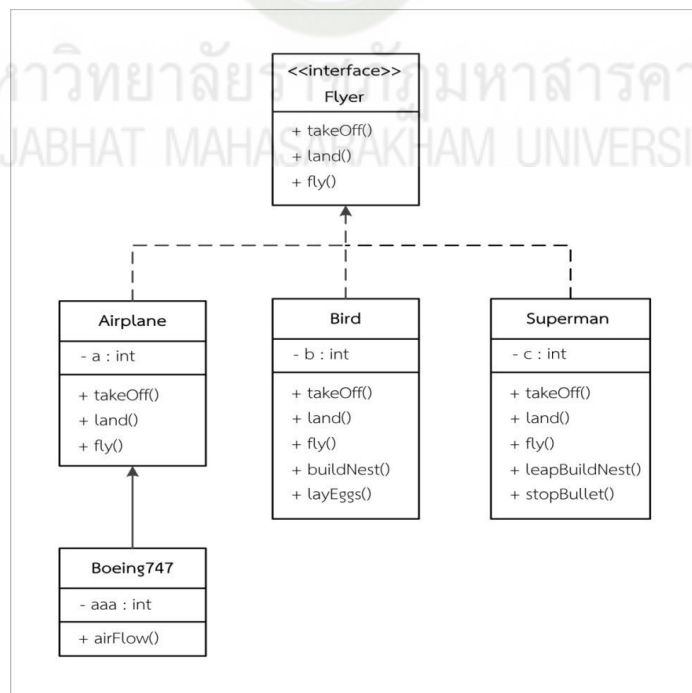 หาวิทยาลัยราชภัฏมหาสารคา
JABHAT MAHASARAKHAM UNIVERSI
<<interface>>
Flyer
+ takeOff()
+ land()
+ fly()
Airplane
- a : int
+ takeOff()
+ land()
+ fly()
Bird
- b : int
+ takeOff()
+ land()
+ fly()
+ buildNest()
+ layEggs()
Superman
- c : int
+ takeOff()
+ land()
+ fly()
+ leapBuildNest()
+ stopBullet()
Boeing747
- aaa : int
+ airFlow()